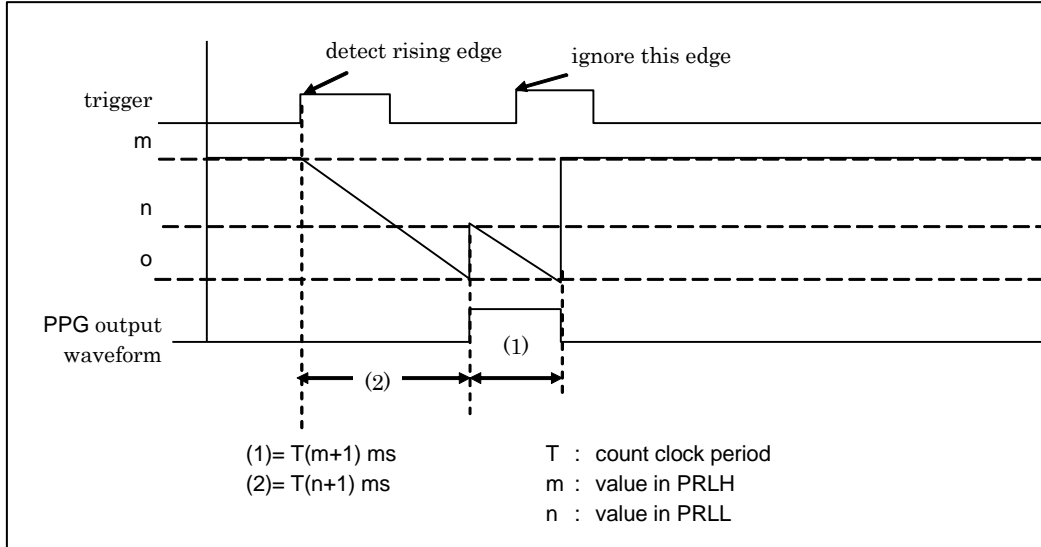 detect rising edge
ignore this edge
trigger
m
n
o
PPG output
waveform
(1)
(2)
(1)= T(m+1) ms
(2)= T(n+1) ms
T : count clock period
m : value in PRLH
n : value in PRLL